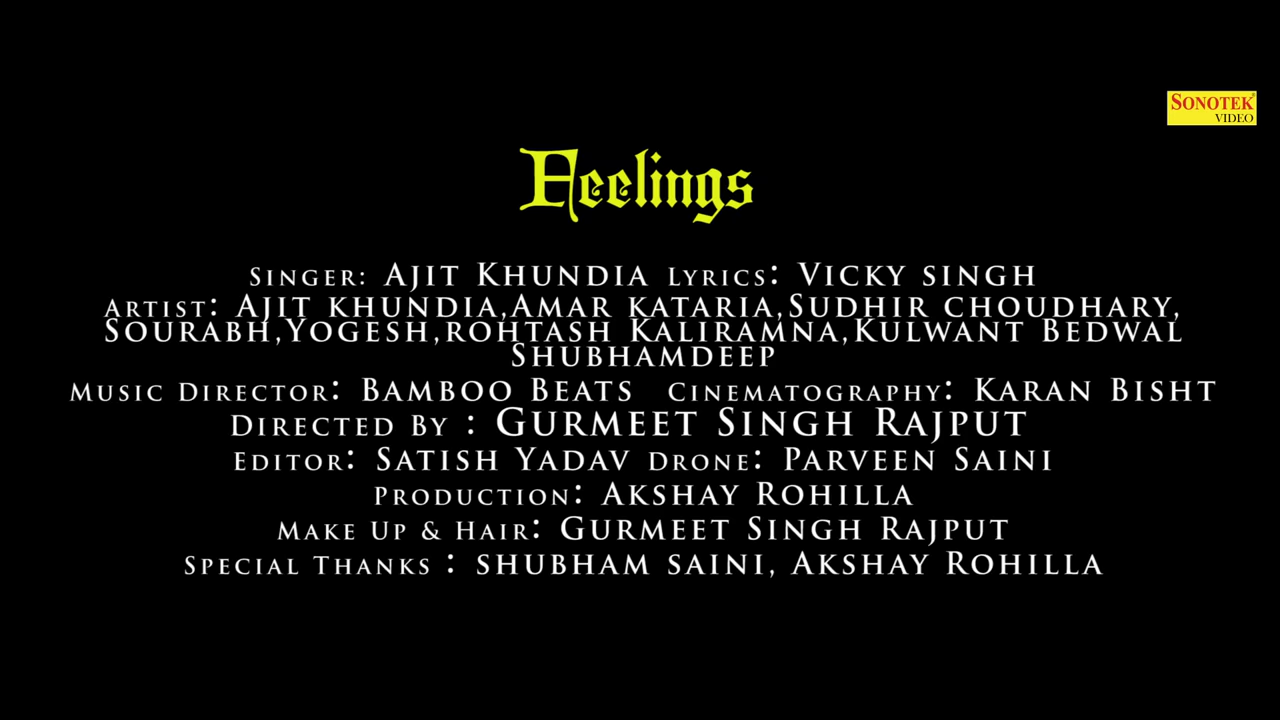 SONOTEK
VIDEO
Feelings
Singer: Ajit Khundia Lyrics: Vicky singh
Artist: Ajit khundia,Amar kataria,Sudhir choudhary,
Sourabh,Yogesh,rohtash Kaliramna,Kulwant Bedwal
Shubhamdeep
Music Director: Bamboo Beats Cinematography: Karan Bisht
Directed By : Gurmeet Singh Rajput
Editor: Satish Yadav Drone: Parveen Saini
Production: Akshay Rohilla
Make Up & Hair: Gurmeet Singh Rajput
Special Thanks : shubham saini, Akshay Rohilla